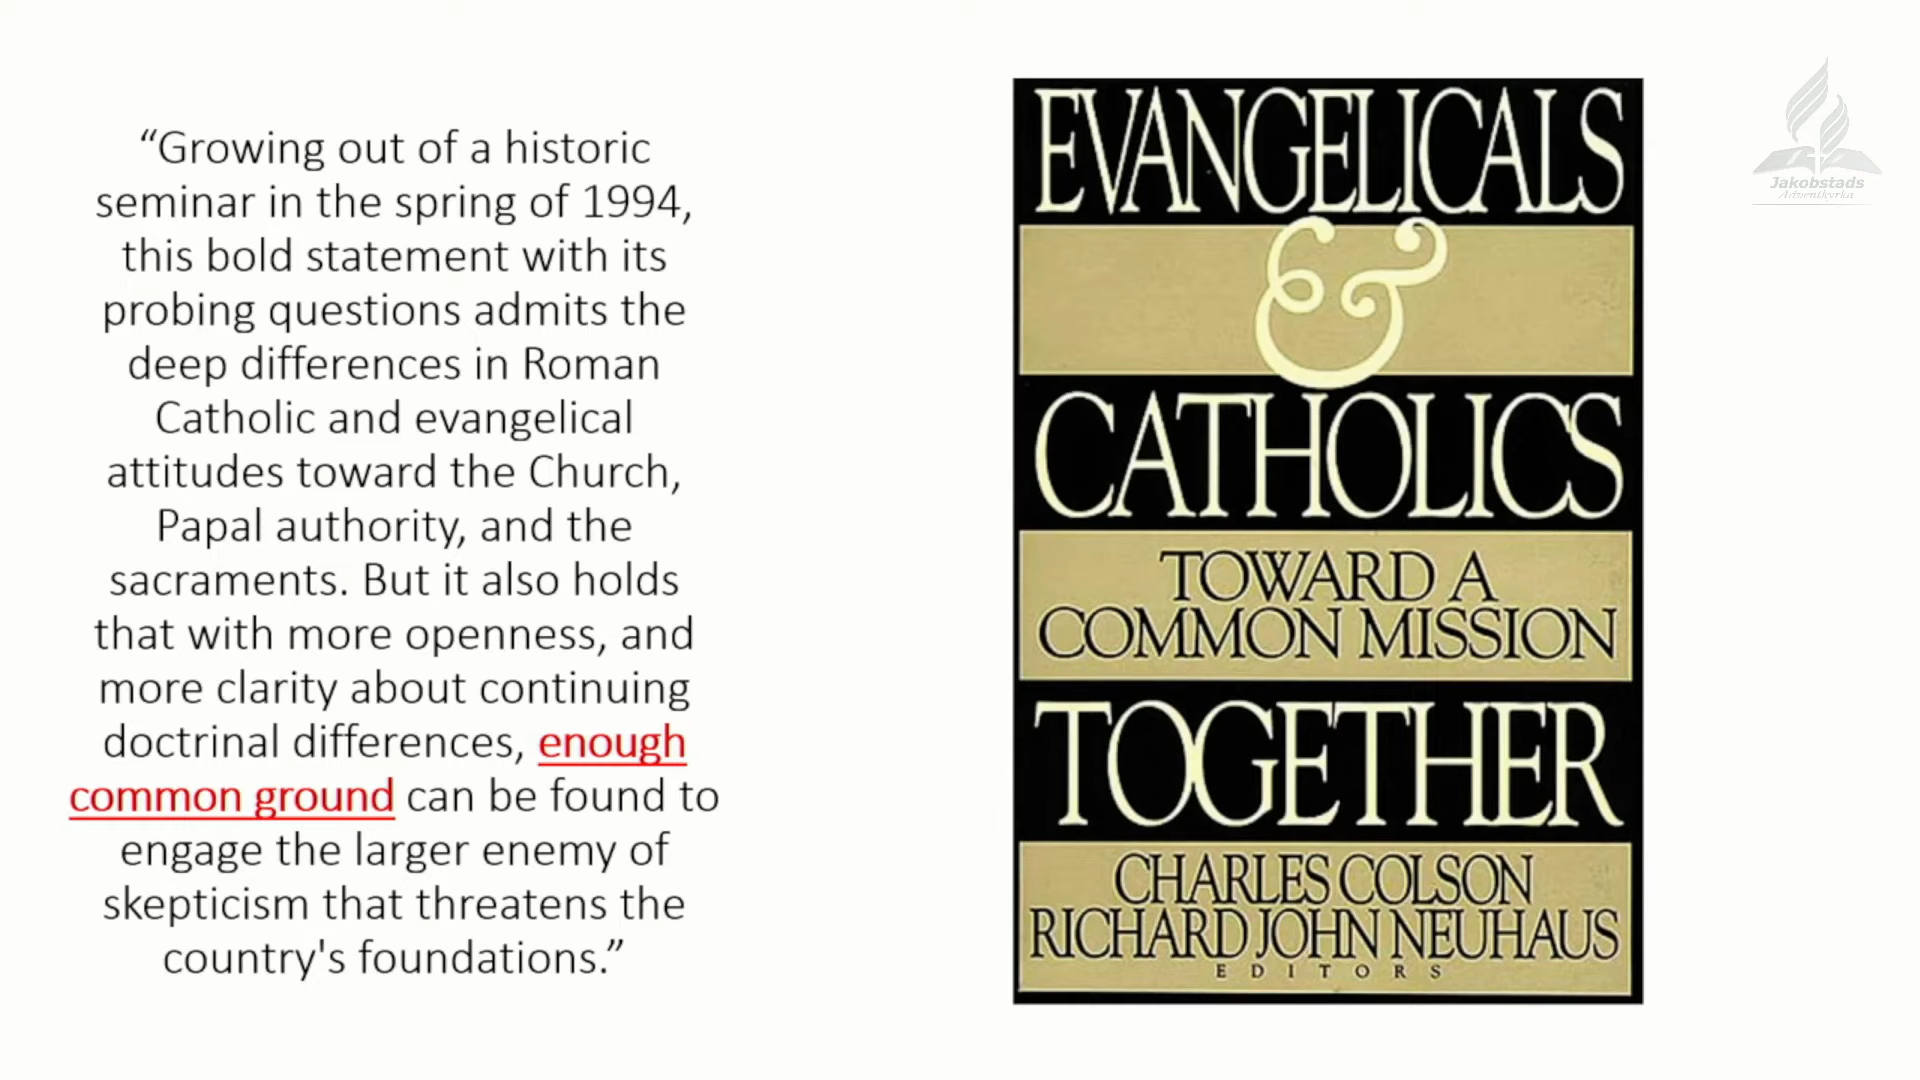 “Growing out of a historic
seminar in the spring of 1994,
this bold statement with its
probing questions admits the
deep differences in Roman
Catholic and evangelical
attitudes toward the Church,
Papal authority, and the
sacraments. But it also holds
that with more openness, and
more clarity about continuing
doctrinal differences, enough
common ground can be found to
engage the larger enemy of
skepticism that threatens the
country's foundations.”
EVANGELICALS
&
CATHOLICS
TOWARD A
COMMON MISSION
TOGETHER
CHARLES COLSON
RICHARD JOHN NEUHAUS
EDITORS
Jakobstads
Adventkyrka